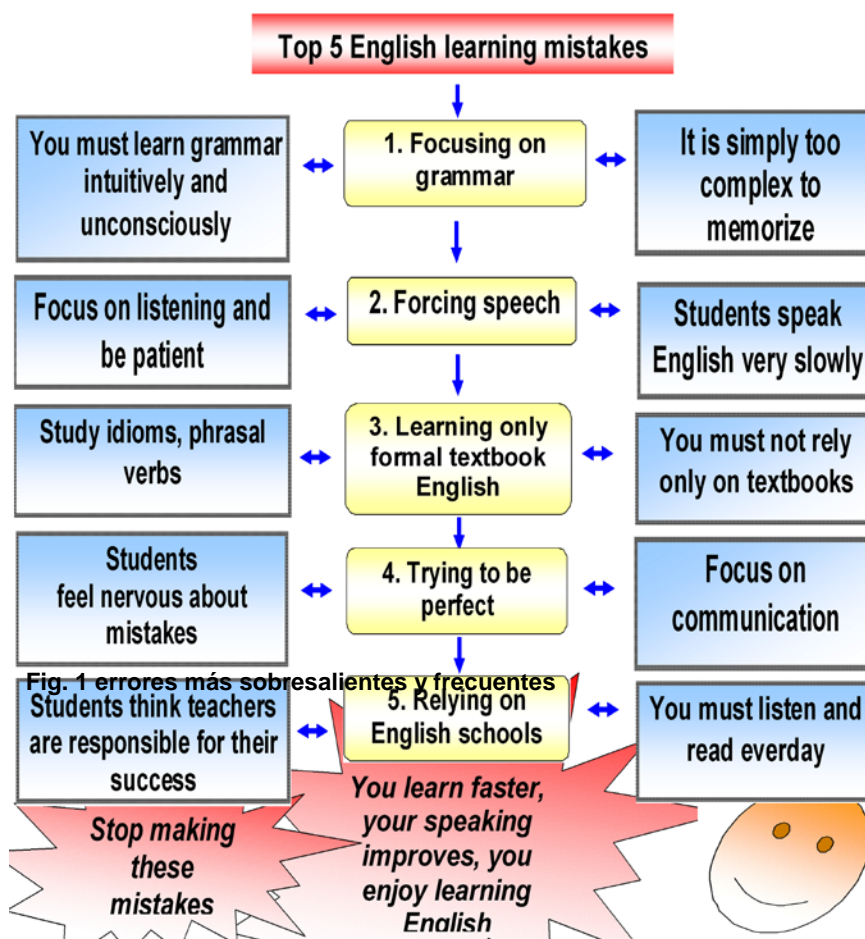 Top 5 English learning mistakes
You must learn grammar
intuitively and
unconsciously
1. Focusing on
grammar
It is simply too
complex to
memorize
Focus on listening and
be patient
2. Forcing speech
Students speak
English very slowly
Study idioms, phrasal
verbs
3. Learning only
formal textbook
English
You must not rely
only on textbooks
Students
feel nervous about
mistakes
4. Trying to be
perfect
Focus on
communication
Fig. 1 errores más sobresalientes y frecuentes
Students think teachers
are responsible for their
success
5. Relying on
English schools
You must listen and
read everday
Stop making
these
mistakes
You learn faster,
your speaking
improves, you
enjoy learning
English